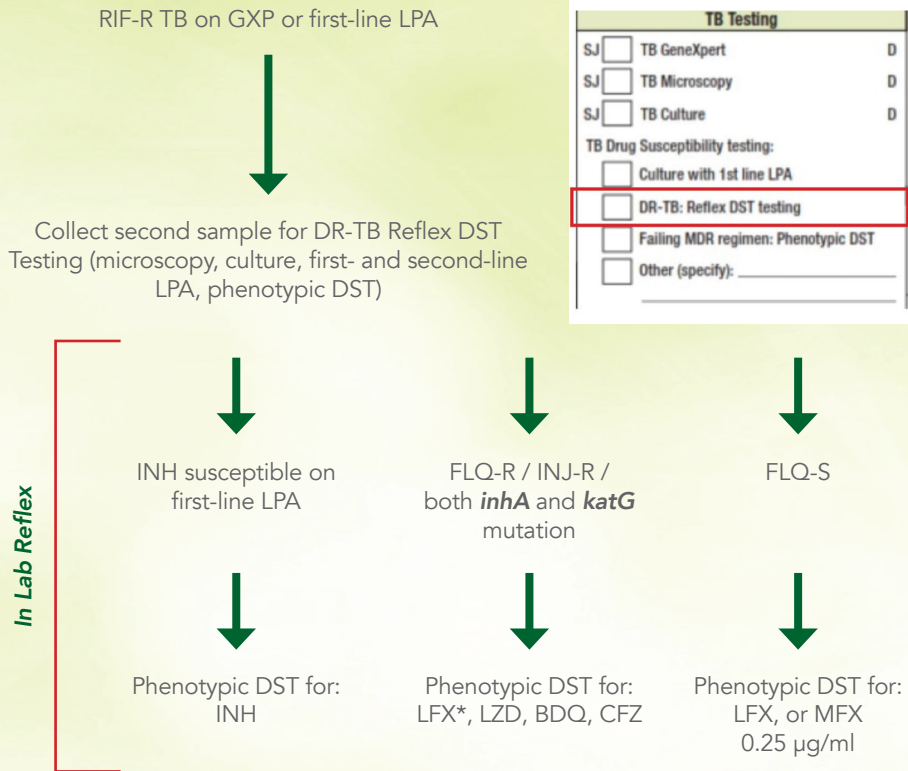 RIF-R TB on GXP or first-line LPA
TB Testing
SJ TB GeneXpert D
SJ TB Microscopy D
SJ TB Culture D
TB Drug Susceptibility testing:
Culture with 1st line LPA
DR-TB: Reflex DST testing
Failing MDR regimen: Phenotypic DST
Other (specify):
Collect second sample for DR-TB Reflex DST
Testing (microscopy, culture, first- and second-line
LPA, phenotypic DST)
In Lab Reflex
INH susceptible on
first-line LPA
FLQ-R / INJ-R /
both inhA and katG
mutation
FLQ-S
Phenotypic DST for:
INH
Phenotypic DST for:
LFX*, LZD, BDQ, CFZ
Phenotypic DST for:
LFX, or MFX
0.25 µg/ml